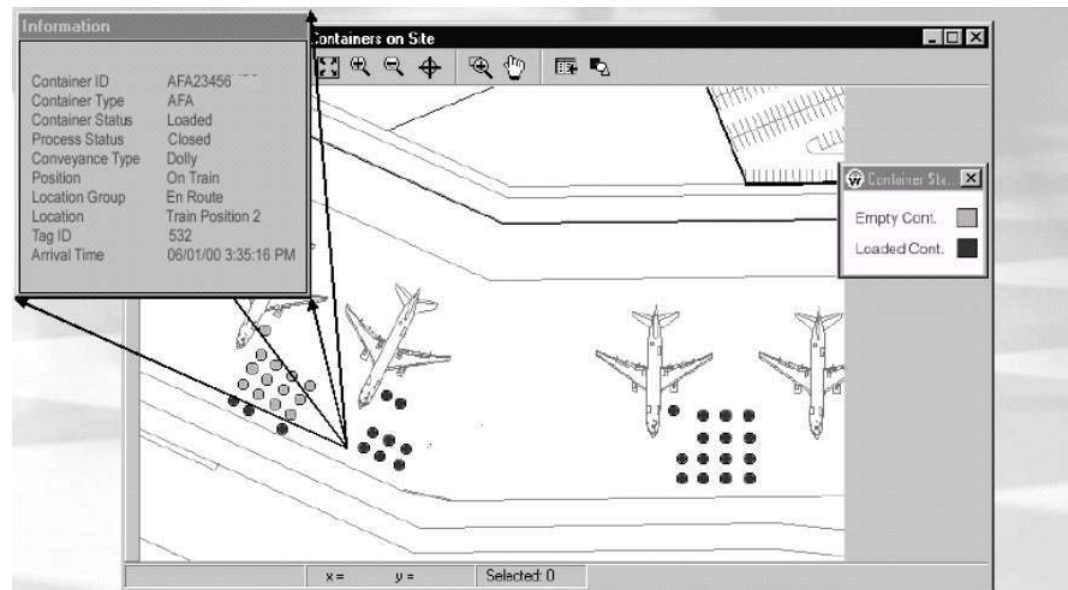 Information
Container ID AFA23456
Container Type AFA
Container Status Loaded
Process Status Closed
Conveyance Type Dolly
Position On Train
Location Group En Route
Location Train Position 2
Tag ID 532
Arrival Time 06/01/00 3:35:16 PM
Containers on Site
Container Sta..
Empty Cont.
Loaded Cont.
x = y = Selected: 0